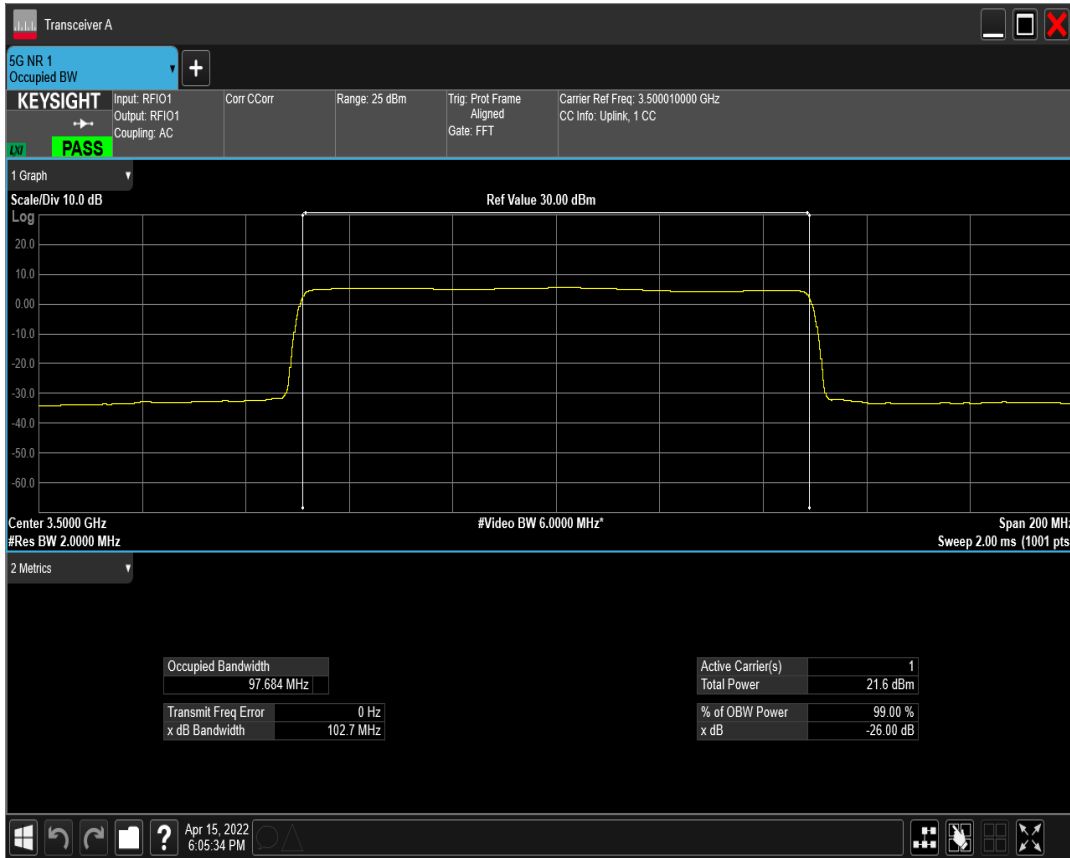 Transceiver A
5G NR 1
Occupied BW
KEYSIGHT
LXI
PASS
Input: RFIO1
Output: RFIO1
Coupling: AC
Corr CCorr
Range: 25 dBm
Trig: Prot Frame
Aligned
Gate: FFT
Carrier Ref Freq: 3.500010000 GHz
CC Info: Uplink, 1 CC
1 Graph
Scale/Div 10.0 dB
Ref Value 30.00 dBm
Log
20.0
10.0
0.00
-10.0
-20.0
-30.0
-40.0
-50.0
-60.0
Center 3.5000 GHz
#Video BW 6.0000 MHz*
Span 200 MHz
#Res BW 2.0000 MHz
Sweep 2.00 ms (1001 pts
2 Metrics
Occupied Bandwidth
97.684 MHz
Transmit Freq Error 0 Hz
x dB Bandwidth 102.7 MHz
Active Carrier(s) 1
Total Power 21.6 dBm
% of OBW Power 99.00 %
x dB -26.00 dB
?
Apr 15, 2022
6:05:34 PM